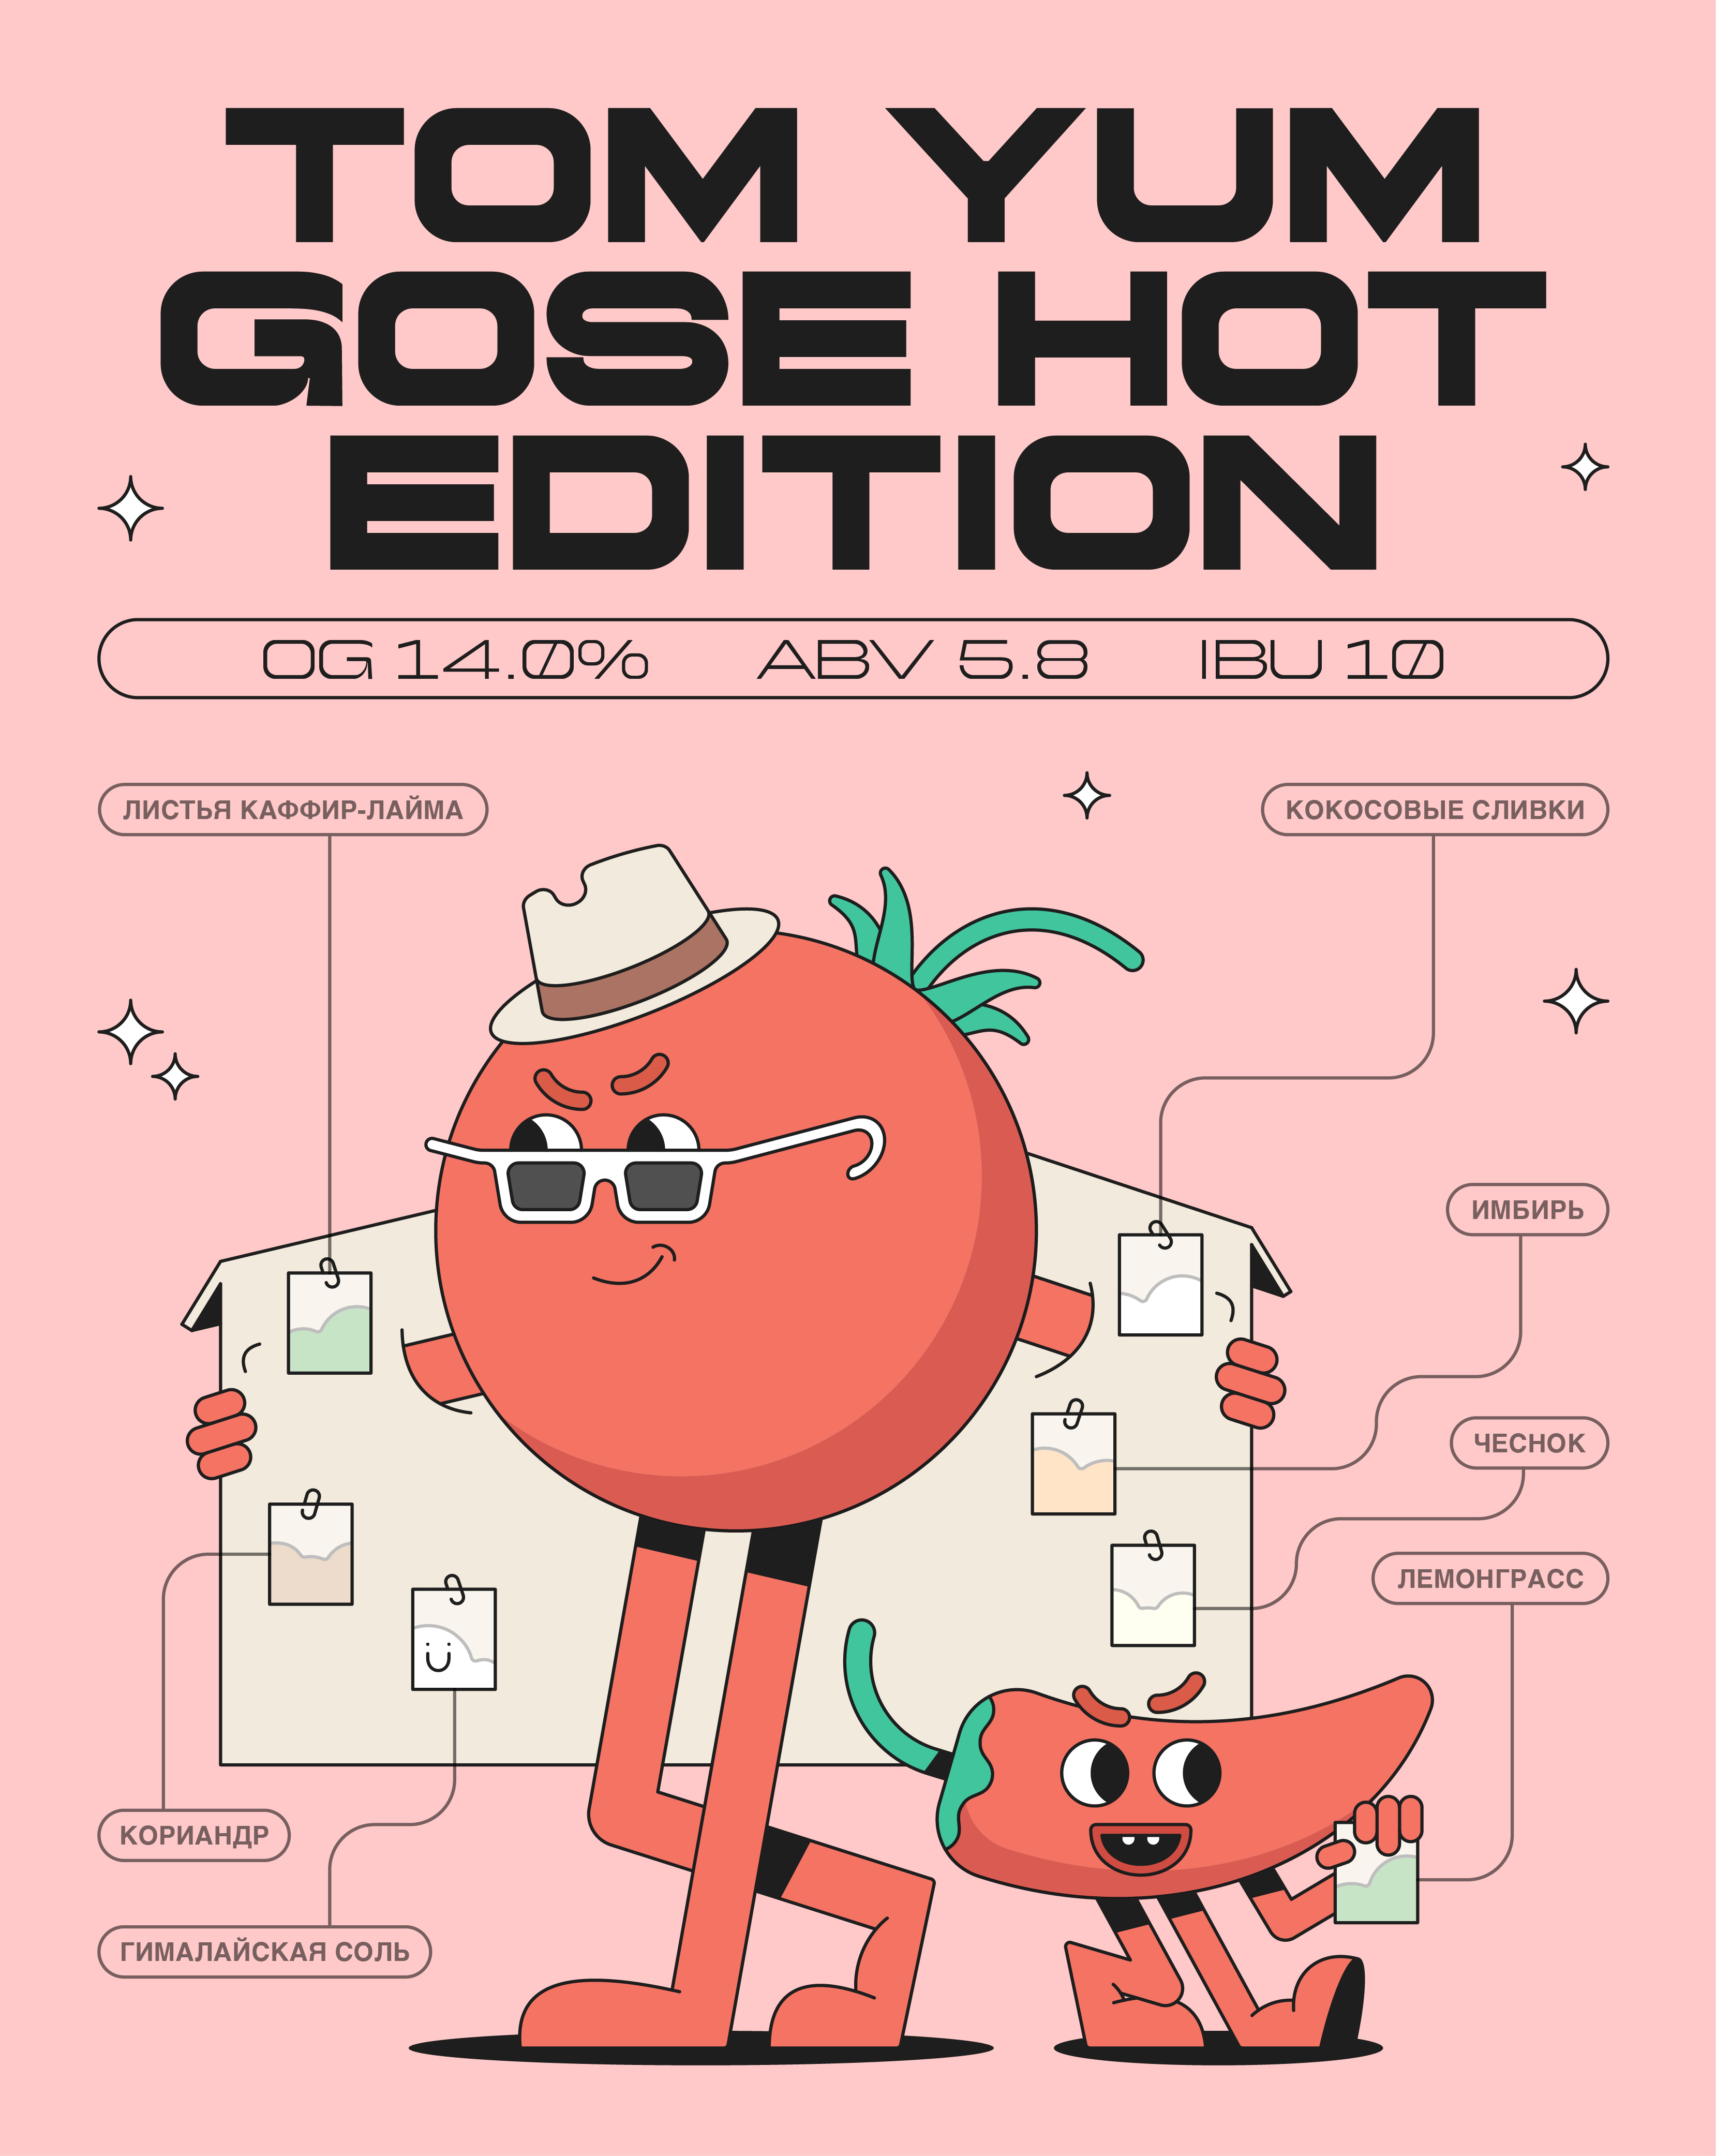 TOM YUM
GOSE HOT
EDITION
OG 14.0% ABV 5.8 IBU 10
ЛИСТЬЯ КАФФИР-ЛАЙМА
КОКОСОВЫЕ СЛИВКИ
ИМБИРЬ
ЧЕСНОК
ЛЕМОНГРАСС
КОРИАНДР
ГИМАЛАЙСКАЯ СОЛЬ